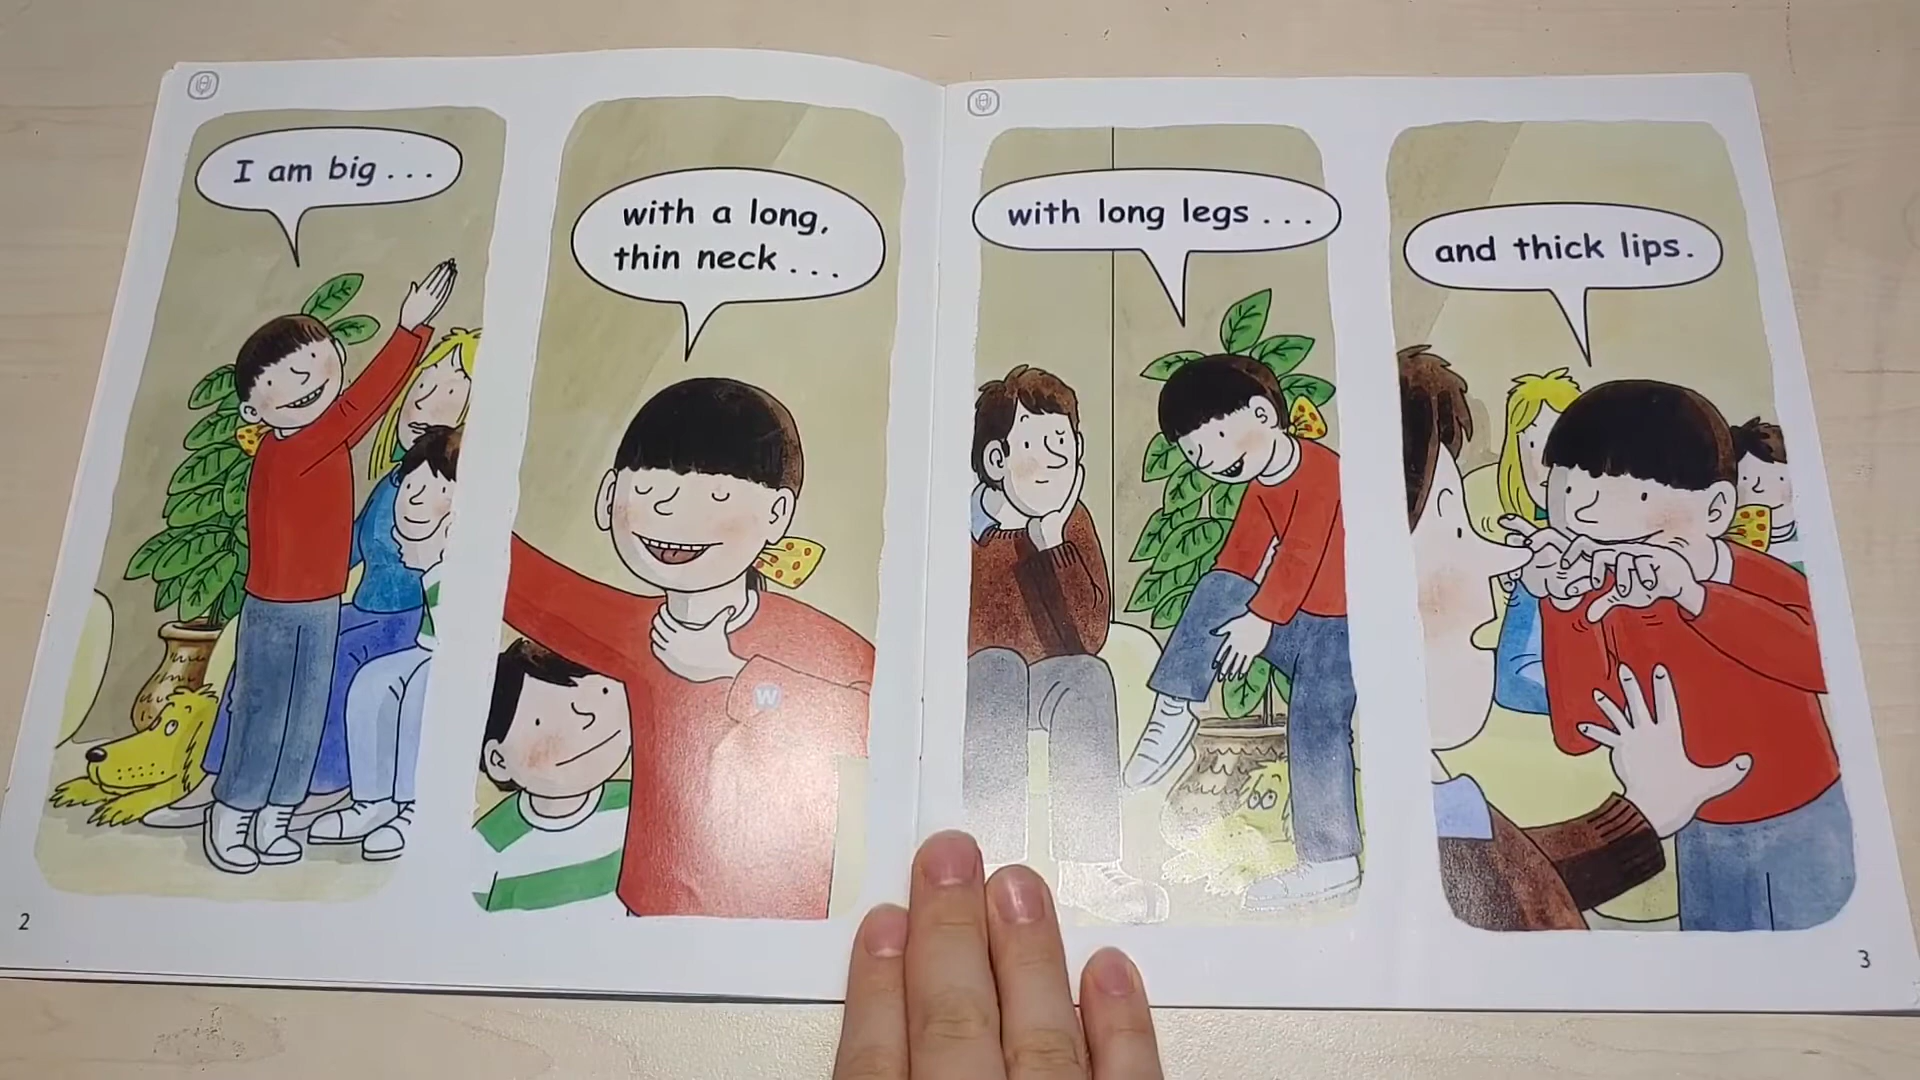 I am big . . .
with a long,
thin neck . . .
with long legs . . .
and thick lips.
W
2
3